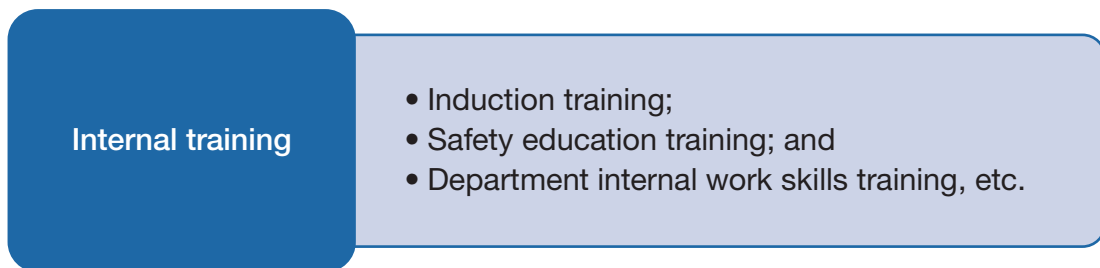 Internal training
• Induction training;
• Safety education training; and
• Department internal work skills training, etc.